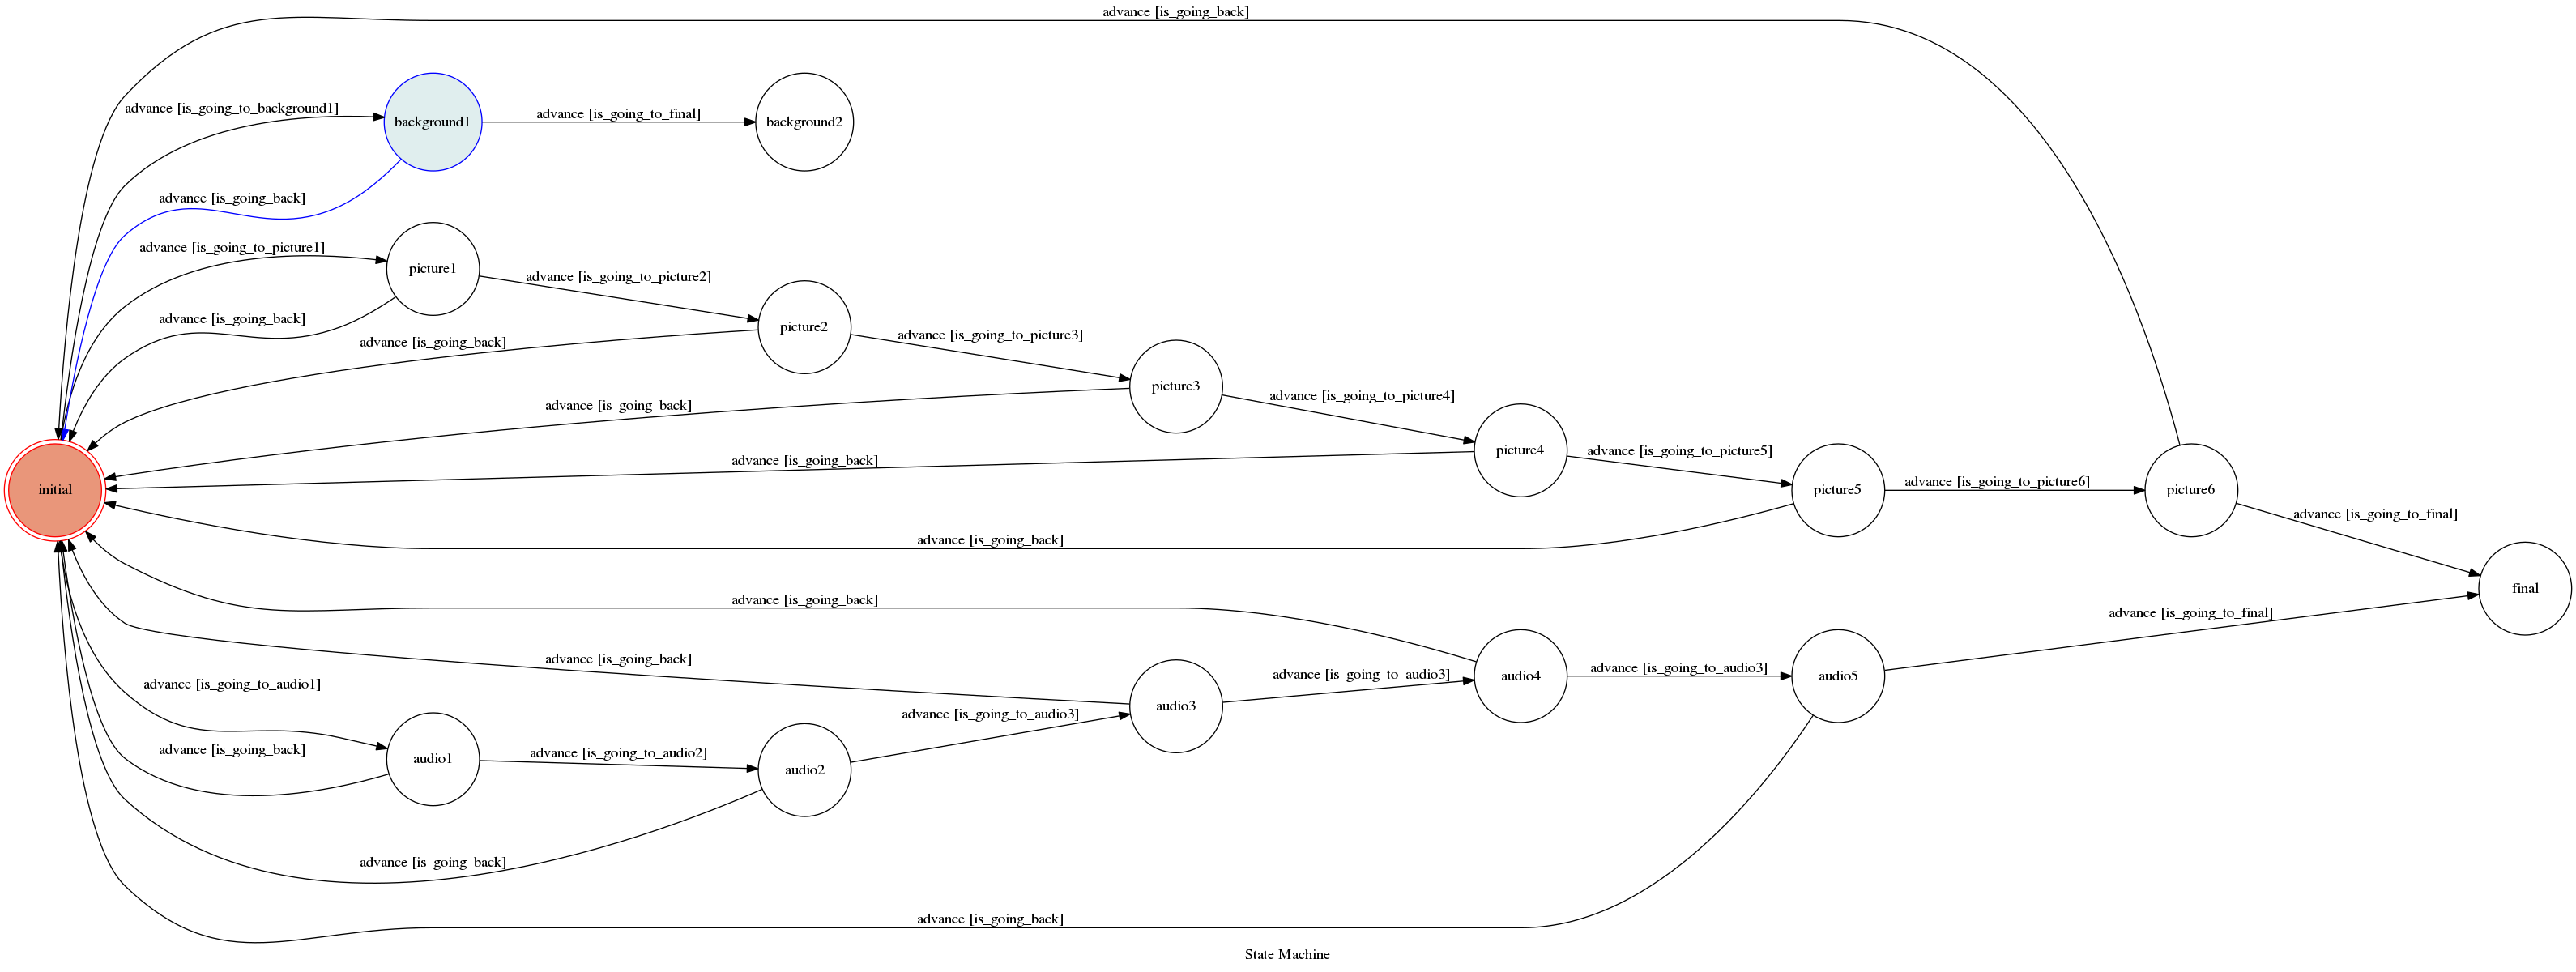 advance [is_going_back]
advance [is_going_to_background1]
background1
advance [is_going_to_final]
background2
advance [is_going_back]
advance [is_going_to_picture1]
picture1
advance [is_going_to_picture2]
advance [is_going_back]
picture2
advance [is_going_back]
advance [is_going_to_picture3]
picture3
advance [is_going_back]
advance [is_going_to_picture4]
picture4
advance [is_going_back]
advance [is_going_to_picture5]
initial
picture5
advance [is_going_to_picture6]
picture6
advance [is_going_to_final]
advance [is_going_back]
final
advance [is_going_back]
advance [is_going_to_final]
advance [is_going_back]
advance [is_going_to_audio3]
audio4
advance [is_going_to_audio3]
audio5
advance [is_going_to_audio1]
audio3
advance [is_going_to_audio3]
advance [is_going_back]
audio1
advance [is_going_to_audio2]
audio2
advance [is_going_back]
advance [is_going_back]
State Machine